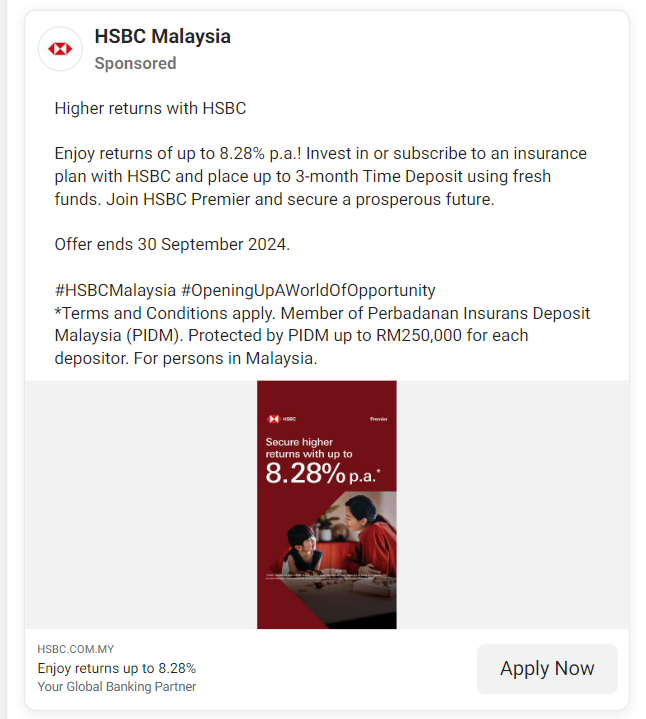 HSBC Malaysia
Sponsored
Higher returns with HSBC
Enjoy returns of up to 8.28% p.a.! Invest in or subscribe to an insurance
plan with HSBC and place up to 3-month Time Deposit using fresh
funds. Join HSBC Premier and secure a prosperous future.
Offer ends 30 September 2024.
#HSBCMalaysia #OpeningUpAWorldOfOpportunity
*Terms and Conditions apply. Member of Perbadanan Insurans Deposit
Malaysia (PIDM). Protected by PIDM up to RM250,000 for each
depositor. For persons in Malaysia.
HSBC Premier
Secure higher
returns with up to
8.28% p.a.*
HSBC.COM.MY
Enjoy returns up to 8.28%
Your Global Banking Partner
Apply Now